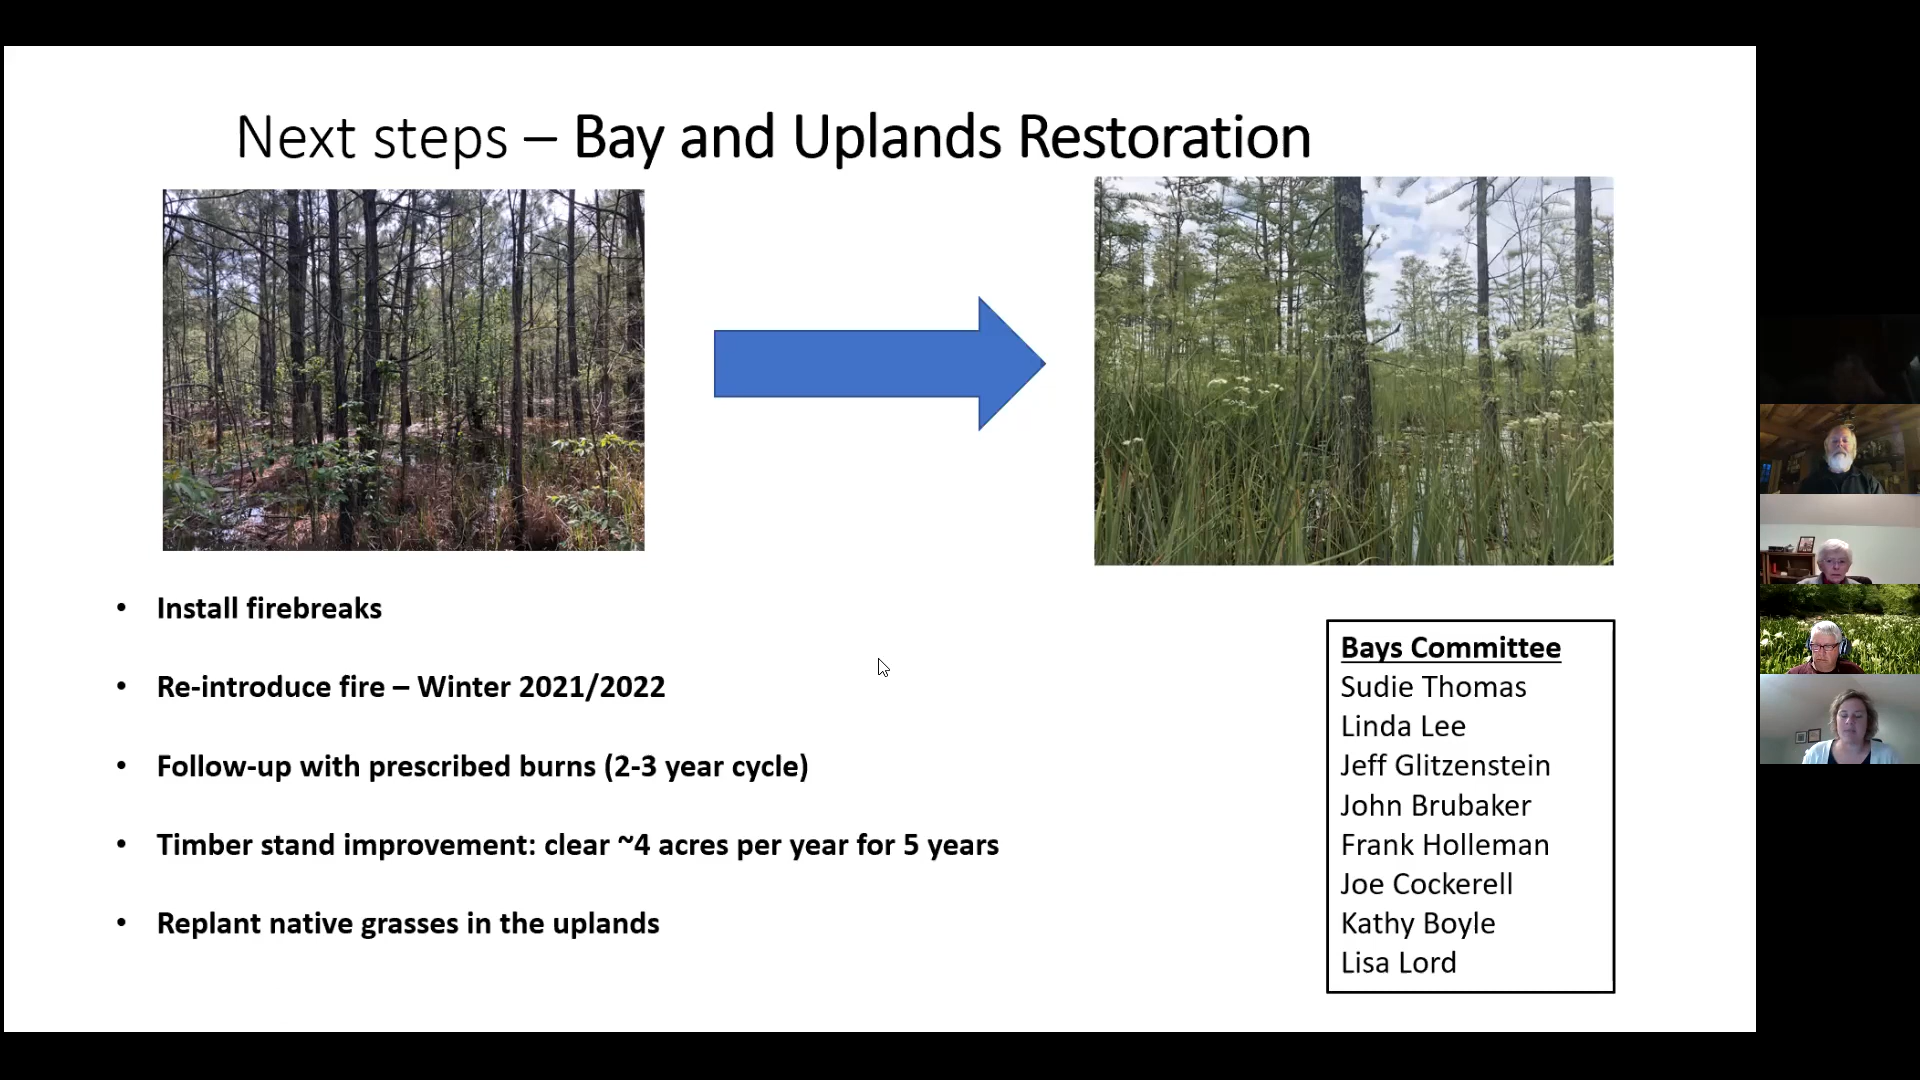 Next steps – Bay and Uplands Restoration
• Install firebreaks
• Re-introduce fire – Winter 2021/2022
• Follow-up with prescribed burns (2-3 year cycle)
• Timber stand improvement: clear ~4 acres per year for 5 years
• Replant native grasses in the uplands
Bays Committee
Sudie Thomas
Linda Lee
Jeff Glitzenstein
John Brubaker
Frank Holleman
Joe Cockerell
Kathy Boyle
Lisa Lord